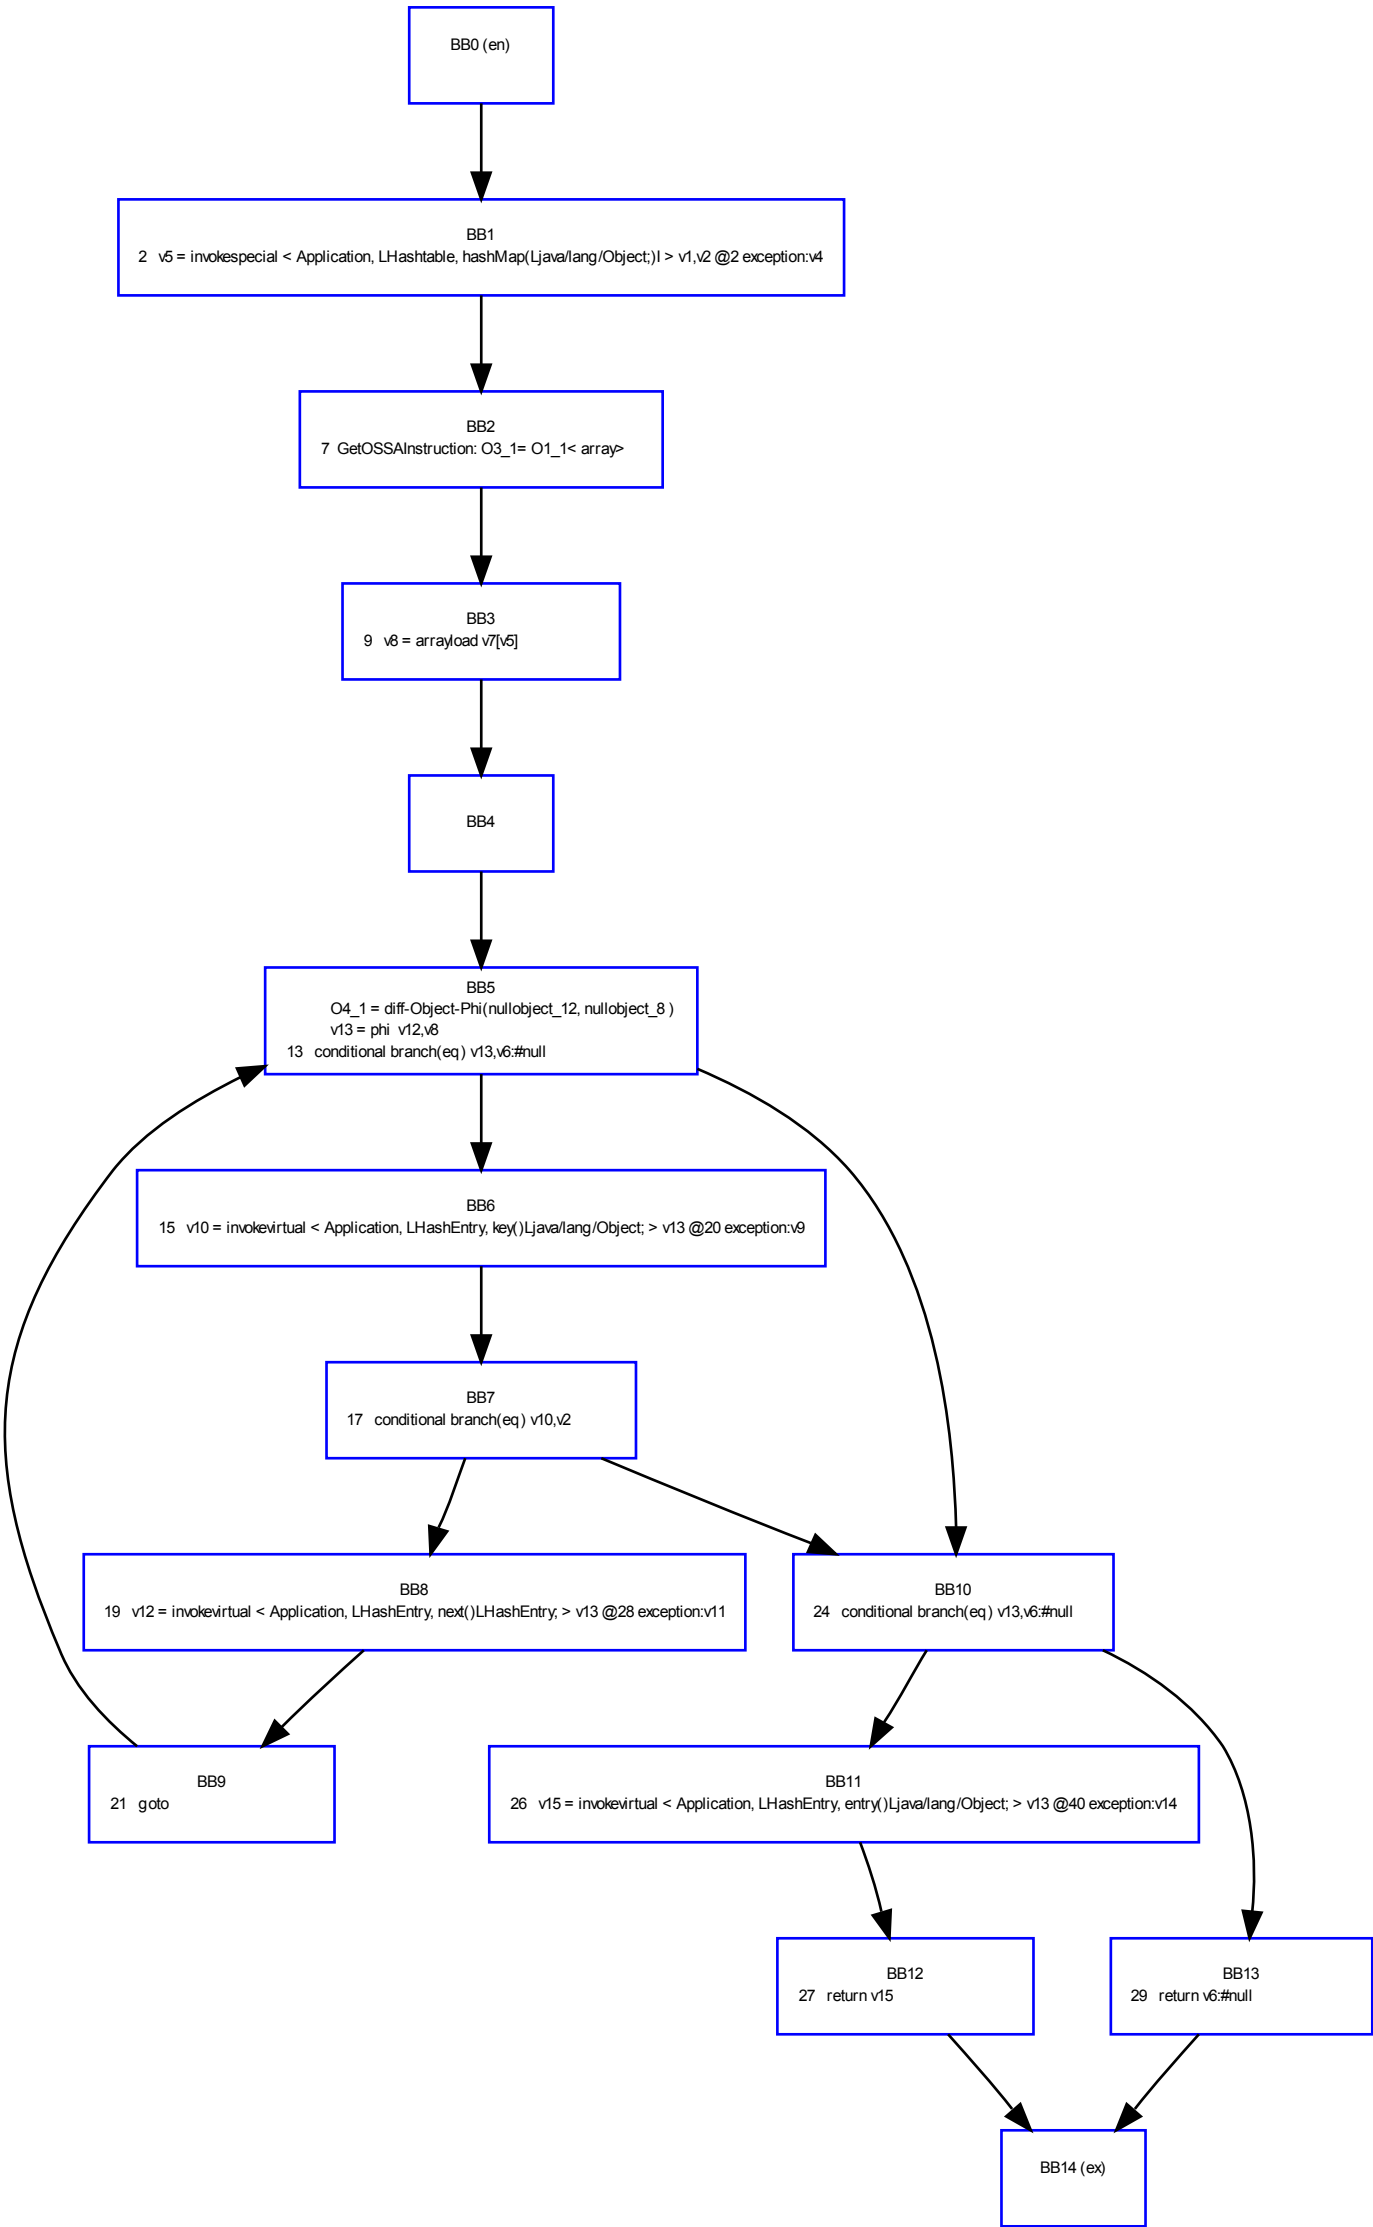 BB0 (en)
BB1
2 v5 = invokespecial < Application, LHashtable, hashMap(Ljava/lang/Object;)I > v1,v2 @2 exception:v4
BB2
7 GetOSSAInstruction: O3_1= O1_1< array>
BB3
9 v8 = arrayload v7[v5]
BB4
BB5
O4_1 = diff-Object-Phi(nullobject_12, nullobject_8 )
v13 = phi v12,v8
13 conditional branch(eq) v13,v6:#null
BB6
15 v10 = invokevirtual < Application, LHashEntry, key()Ljava/lang/Object; > v13 @20 exception:v9
BB7
17 conditional branch(eq) v10,v2
BB8
19 v12 = invokevirtual < Application, LHashEntry, next()LHashEntry; > v13 @28 exception:v11
BB10
24 conditional branch(eq) v13,v6:#null
BB9
21 goto
BB11
26 v15 = invokevirtual < Application, LHashEntry, entry()Ljava/lang/Object; > v13 @40 exception:v14
BB12
27 return v15
BB13
29 return v6:#null
BB14 (ex)